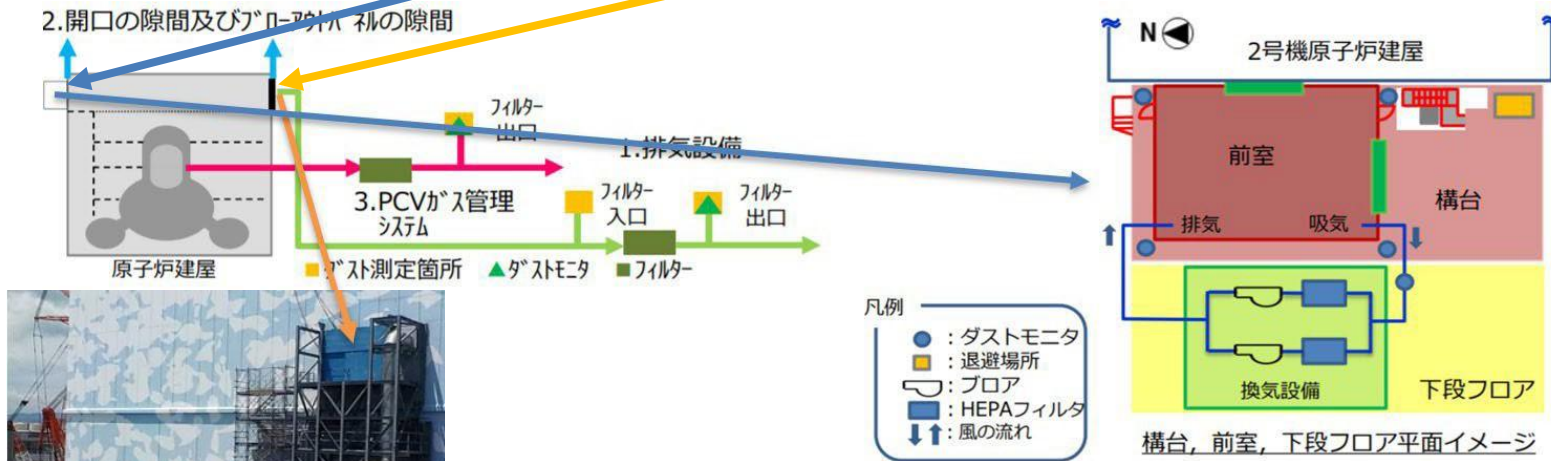 2.開口の隙間及びﾌﾞﾛｰｱｳﾄﾊﾟﾈﾙの隙間
ﾌｨﾙﾀｰ
出口
1.排気設備
3.PCVｶﾞｽ管理
ｼｽﾃﾑ
ﾌｨﾙﾀｰ
入口
ﾌｨﾙﾀｰ
出口
原子炉建屋
ﾀﾞｽﾄ測定箇所
ﾀﾞｽﾄﾓﾆﾀ
ﾌｨﾙﾀｰ
凡例
：ダストモニタ
：退避場所
：ブロア
：HEPAフィルタ
：風の流れ
N
2号機原子炉建屋
前室
構台
排気
吸気
換気設備
下段フロア
構台，前室，下段フロア平面イメージ